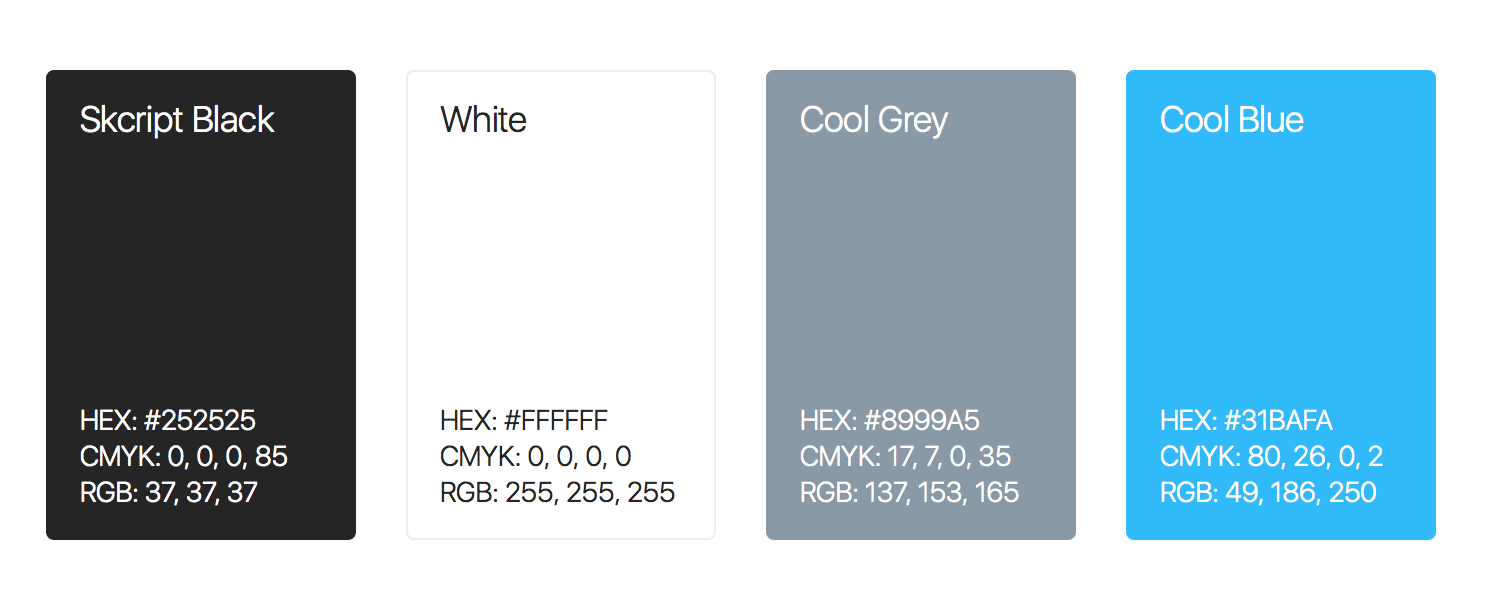 Skcript Black
HEX: #252525
CMYK: 0, 0, 0, 85
RGB: 37, 37, 37
White
HEX: #FFFFFF
CMYK: 0, 0, 0, 0
RGB: 255, 255, 255
Cool Grey
HEX: #8999A5
CMYK: 17, 7, 0, 35
RGB: 137, 153, 165
Cool Blue
HEX: #31BAFA
CMYK: 80, 26, 0, 2
RGB: 49, 186, 250